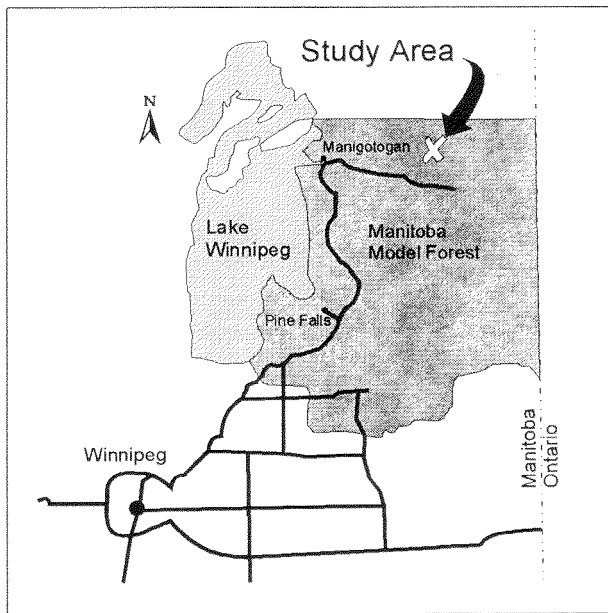 Study Area
N
Manigotogan
Lake
Winnipeg
Manitoba
Model Forest
Pine Falls
Winnipeg
Manitoba
Ontario